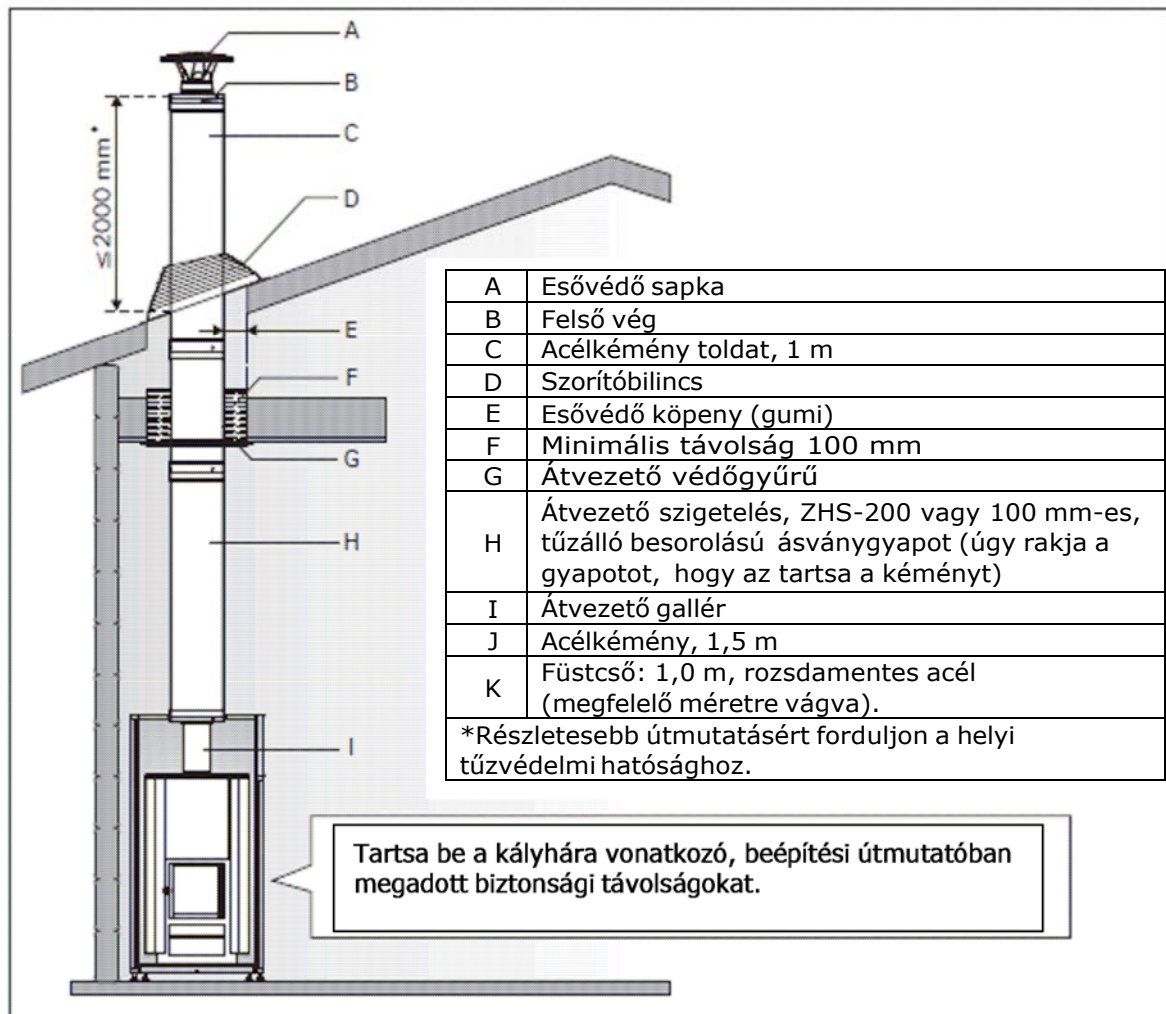 A
B
C
≤2000 mm*
D
E
F
G
H
I
A Esővédő sapka
B Felső vég
C Acélkémény toldat, 1 m
D Szorítóbilincs
E Esővédő köpeny (gumi)
F Minimális távolság 100 mm
G Átvezető védőgyűrű
H Átvezető szigetelés, ZHS-200 vagy 100 mm-es,
tűzálló besorolású ásványgyapot (úgy rakja a
gyapotot, hogy az tartsa a kéményt)
I Átvezető gallér
J Acélkémény, 1,5 m
K Füstcső: 1,0 m, rozsdamentes acél
(megfelelő méretre vágva).
*Részletesebb útmutatásért forduljon a helyi
tűzvédelmi hatósághoz.
Tartsa be a kályhára vonatkozó, beépítési útmutatóban
megadott biztonsági távolságokat.